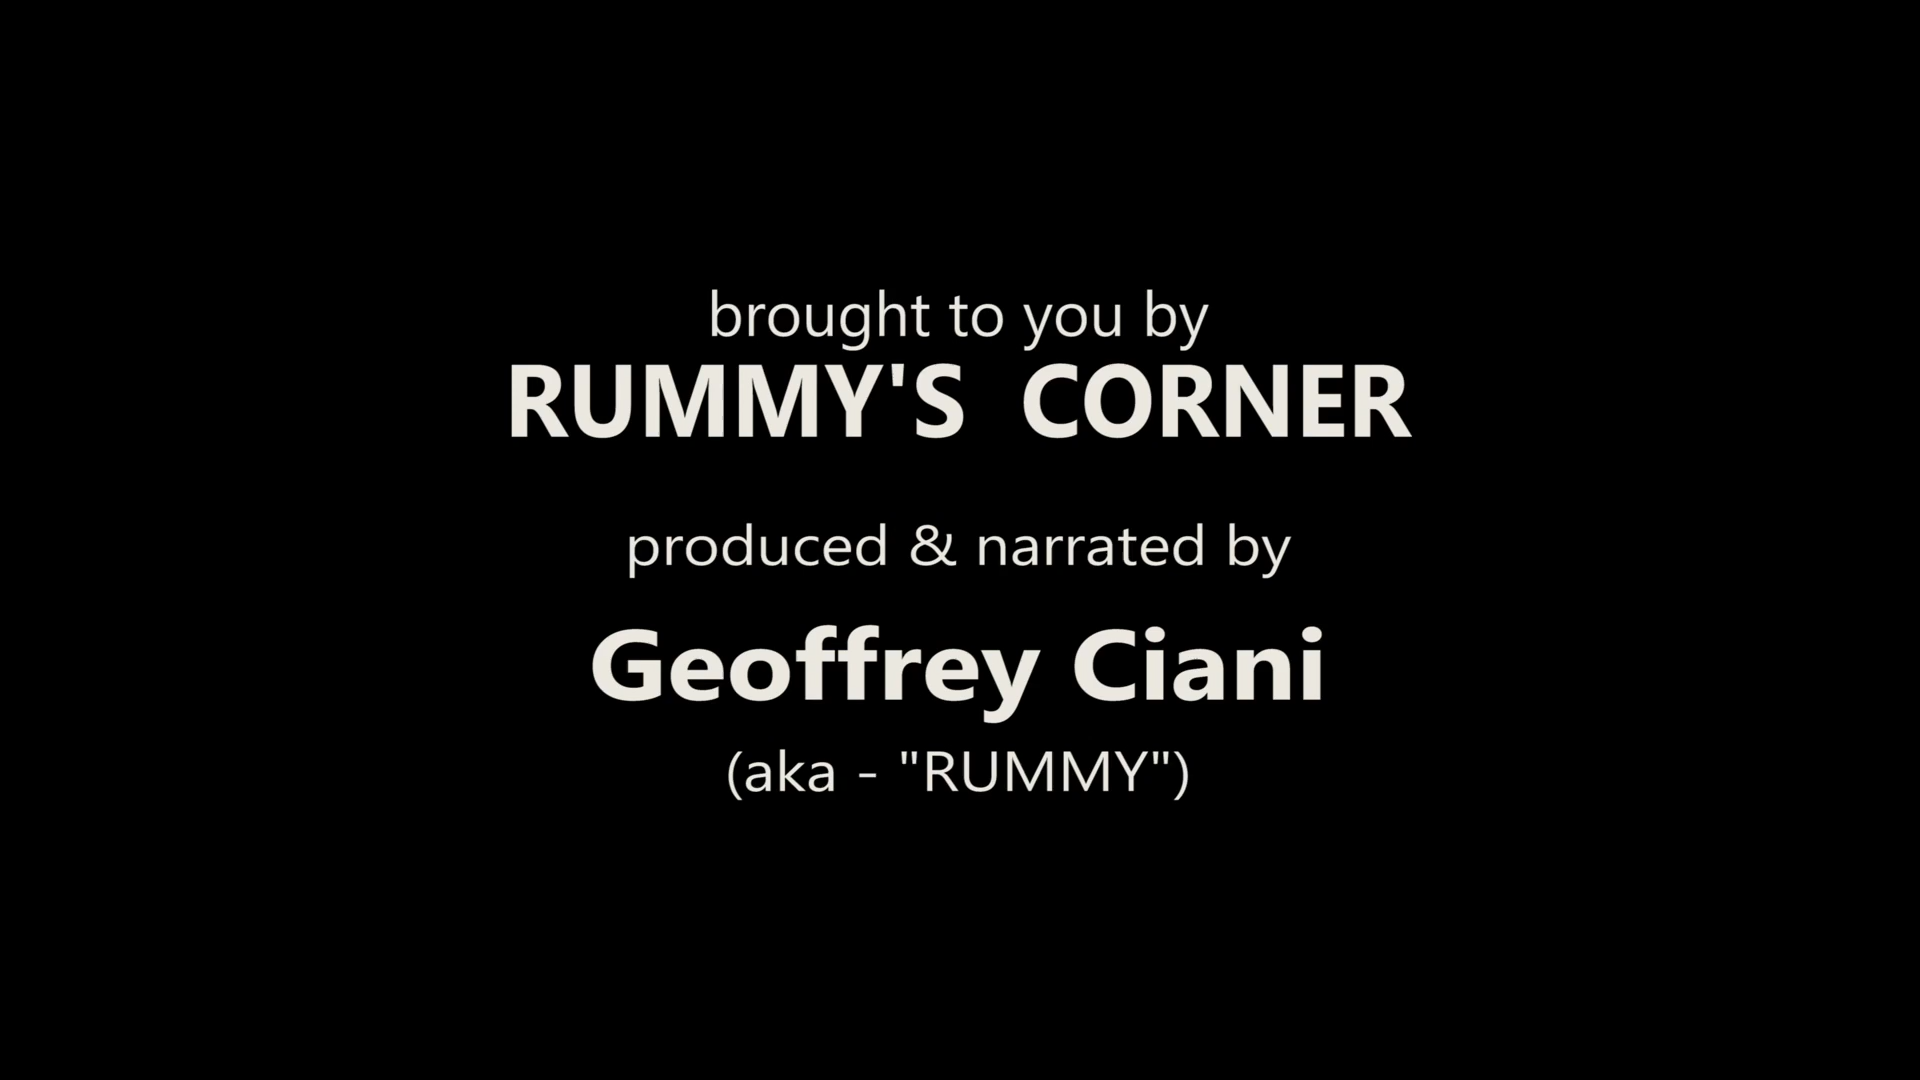 brought to you by
RUMMY'S CORNER
produced & narrated by
Geoffrey Ciani
(aka - "RUMMY")